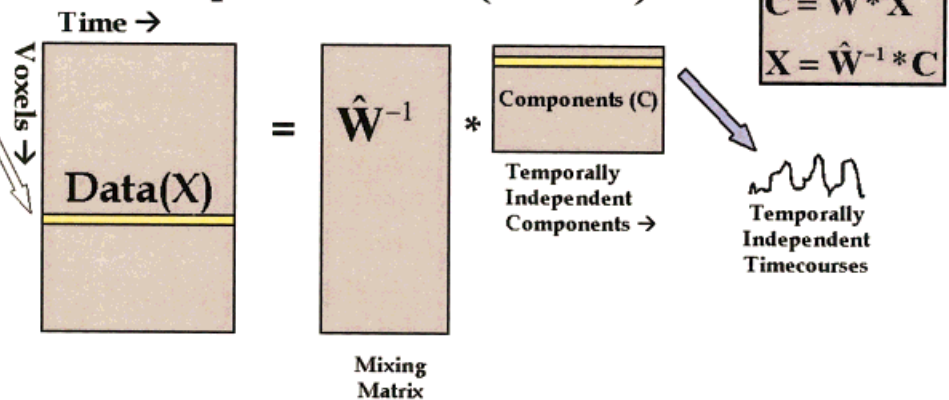 Time →
Voxels →
Data(X)
=
Ŵ⁻¹
*
Components (C)
C = W * X
X = Ŵ⁻¹ * C
Temporally
Independent
Components →
Temporally
Independent
Timecourses
Mixing
Matrix